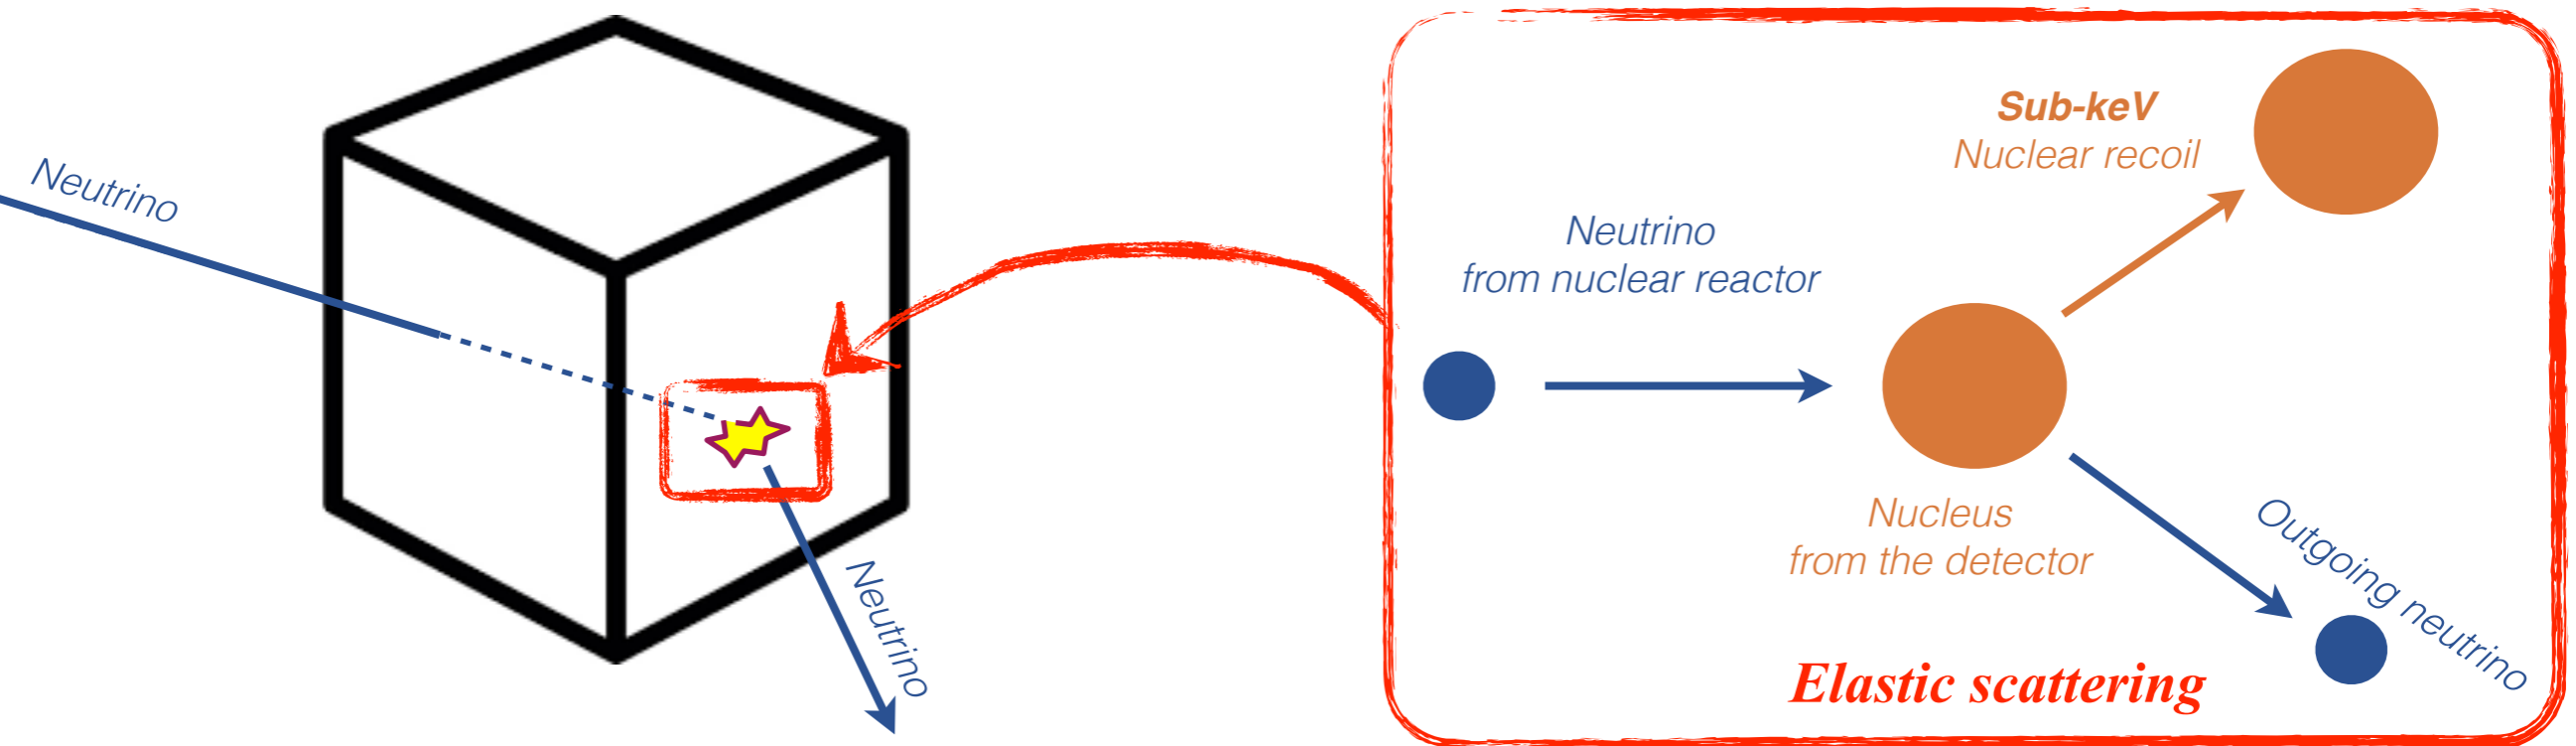 Neutrino
Neutrino
Neutrino
from nuclear reactor
Sub-keV
Nuclear recoil
Nucleus
from the detector
Outgoing neutrino
Elastic scattering